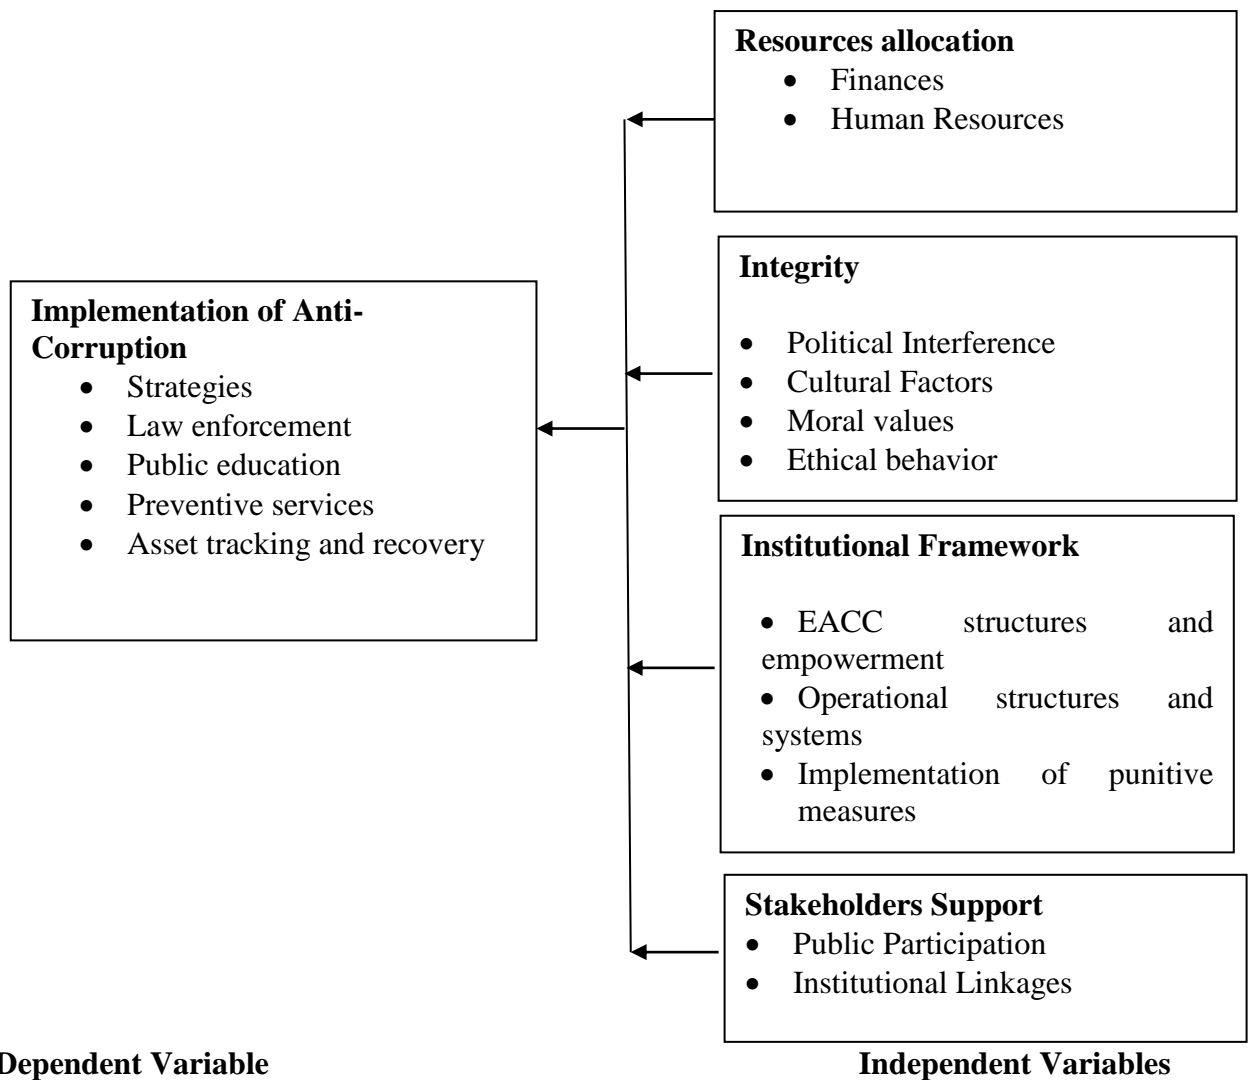 Resources allocation
• Finances
• Human Resources
Integrity
• Political Interference
• Cultural Factors
• Moral values
• Ethical behavior
Implementation of Anti-
Corruption
• Strategies
• Law enforcement
• Public education
• Preventive services
• Asset tracking and recovery
Institutional Framework
• EACC structures and
empowerment
• Operational structures and
systems
• Implementation of punitive
measures
Stakeholders Support
• Public Participation
• Institutional Linkages
Dependent Variable
Independent Variables